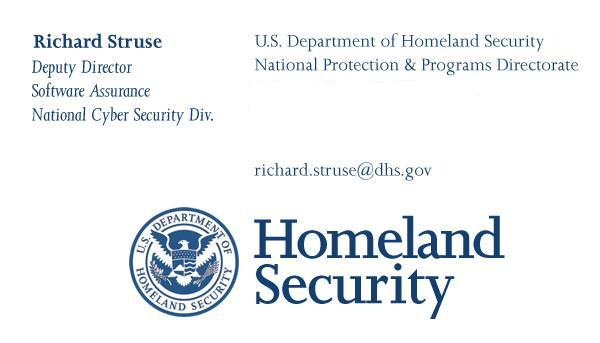 Richard Struse
Deputy Director
Software Assurance
National Cyber Security Div.
U.S. Department of Homeland Security
National Protection & Programs Directorate
richard.struse@dhs.gov
U.S. DEPARTMENT OF
HOMELAND SECURITY
Homeland
Security